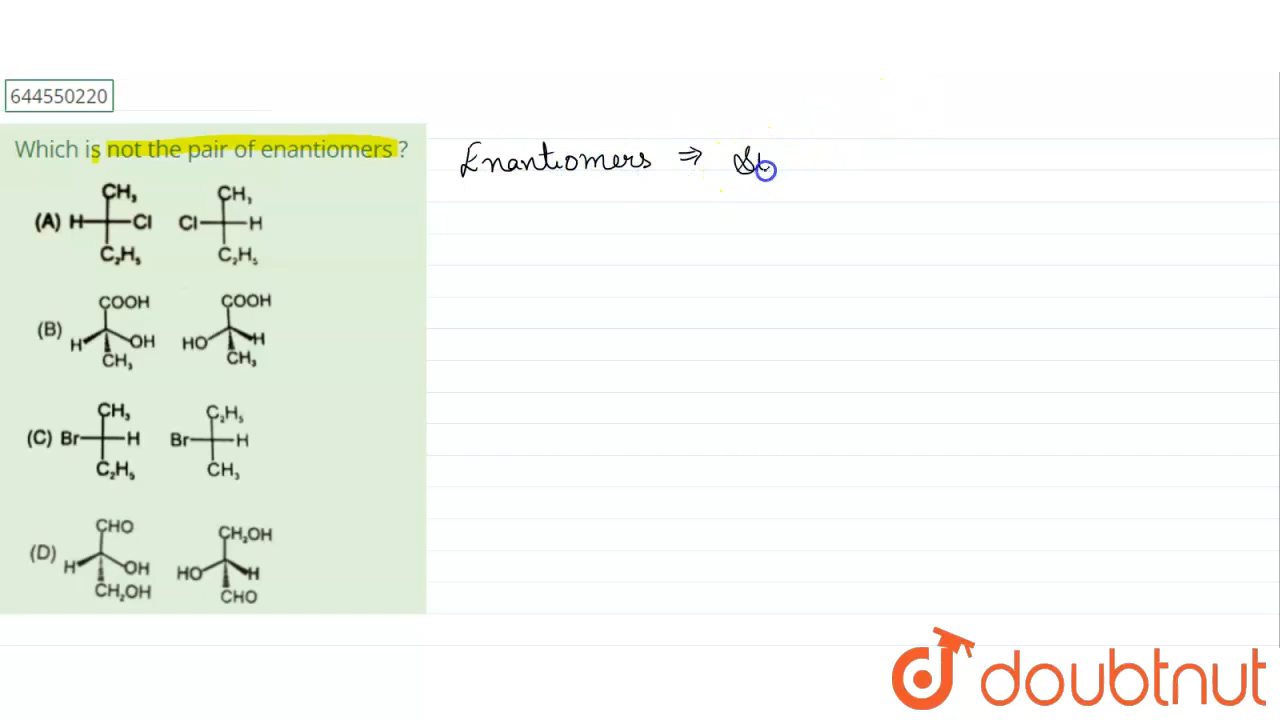 644550220
Which is not the pair of enantiomers ?
Enantiomers ⇒ St
CH₃ CH₃
(A) H Cl Cl H
C₂H₅ C₂H₅
COOH COOH
(B) H OH HO H
CH₃ CH₃
CH₃ C₂H₅
(C) Br H Br H
C₂H₅ CH₃
CHO CH₂OH
(D) H OH HO H
CH₂OH CHO
doubtnut